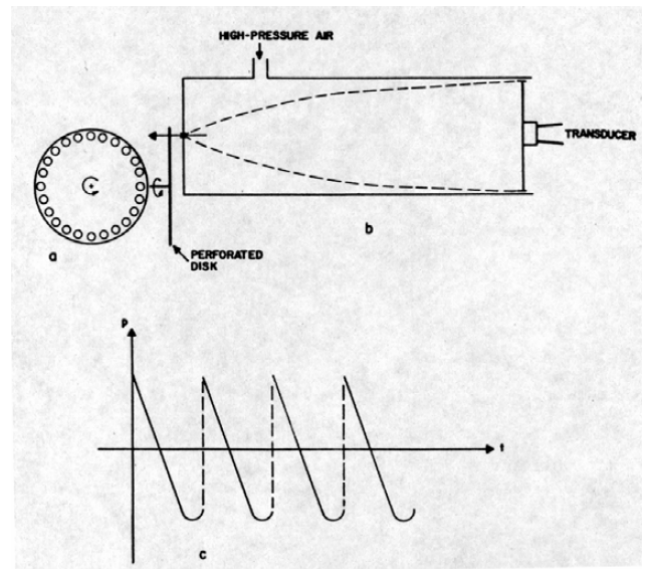 HIGH-PRESSURE AIR
TRANSDUCER
PERFORATED
DISK
a
b
P
t
c